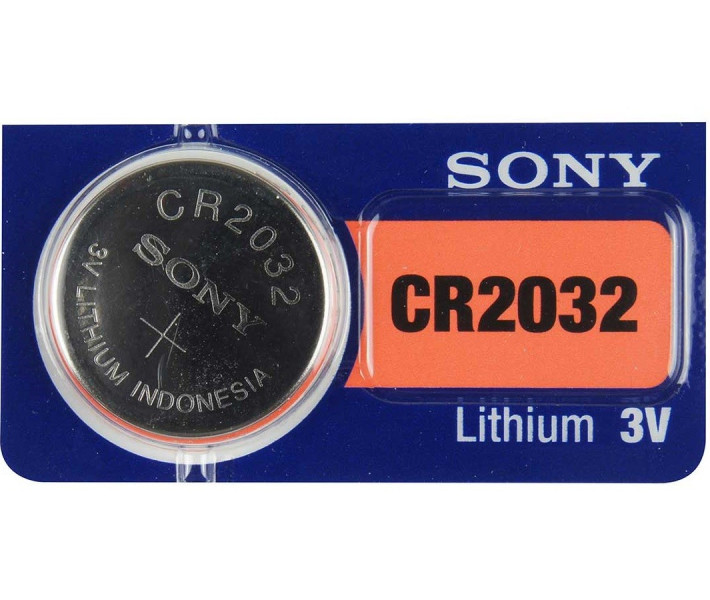 CR2032
SONY
3V LITHIUM INDONESIA
SONY
CR2032
Lithium 3V